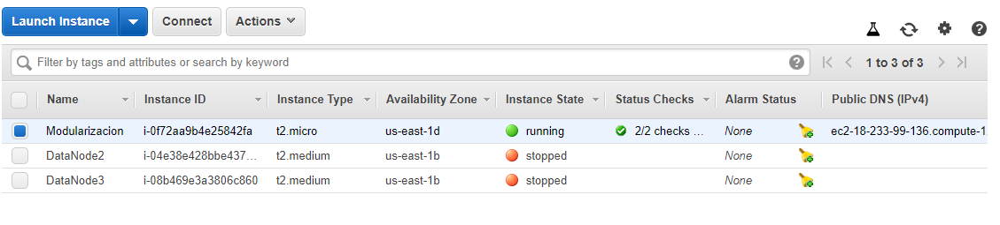 Launch Instance Connect Actions
Filter by tags and attributes or search by keyword ? 1 to 3 of 3 ?
Name Instance ID Instance Type Availability Zone Instance State Status Checks Alarm Status Public DNS (IPv4)
Modularizacion i-0f72aa9b4e25842fa t2.micro us-east-1d running 2/2 checks ... None ec2-18-233-99-136.compute-1.
DataNode2 i-04e38e428bbe437... t2.medium us-east-1b stopped None
DataNode3 i-08b469e3a3806c860 t2.medium us-east-1b stopped None